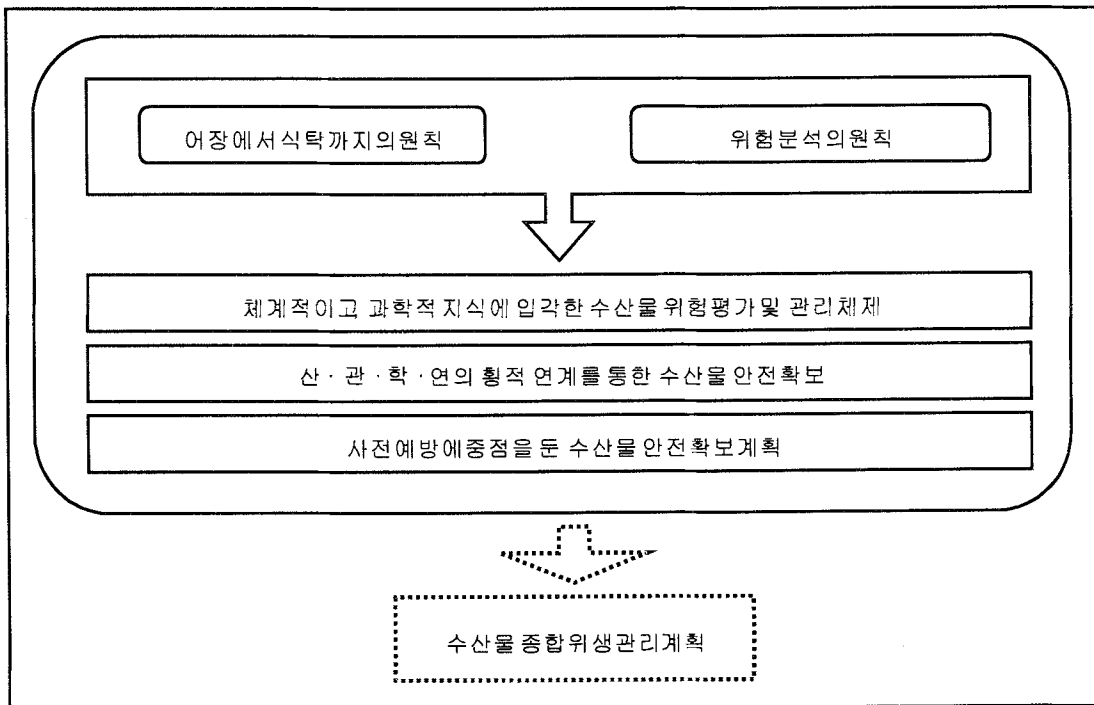 어장에서식탁까지의원칙
위험분석의원칙
체계적이고 과학적 지식에 입각한 수산물 위험평가및 관리체제
산 · 관 · 학 · 연의 횡적 연계를 통한 수산물 안전확보
사전예방에중점을 둔 수산물 안전확보계획
수산물 종합위생관리계획